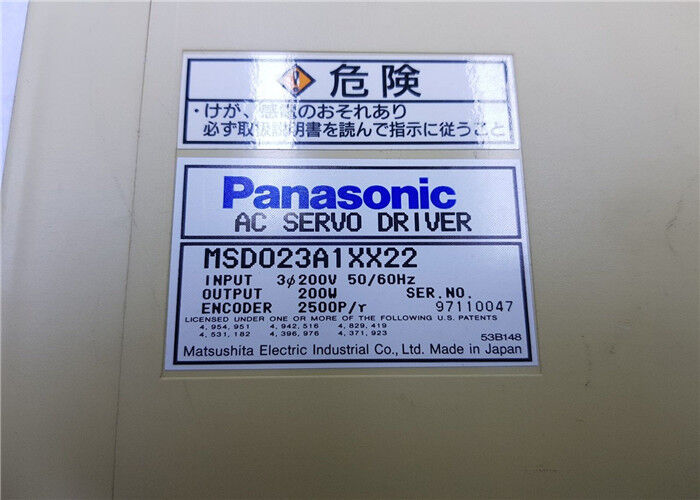 危険
・けが、感電のおそれあり
必ず取扱説明書を読んで指示に従うこと
Panasonic
AC SERVO DRIVER
MSD023A1XX22
INPUT 3φ200V 50/60Hz
OUTPUT 200W SER.NO.
ENCODER 2500P/r 97110047
LICENSED UNDER ONE OR MORE OF THE FOLLOWING U.S. PATENTS
4, 954, 951 4, 942, 516 4, 829, 419
4, 531, 182 4, 396, 976 4, 371, 923
53B148
Matsushita Electric Industrial Co., Ltd. Made in Japan